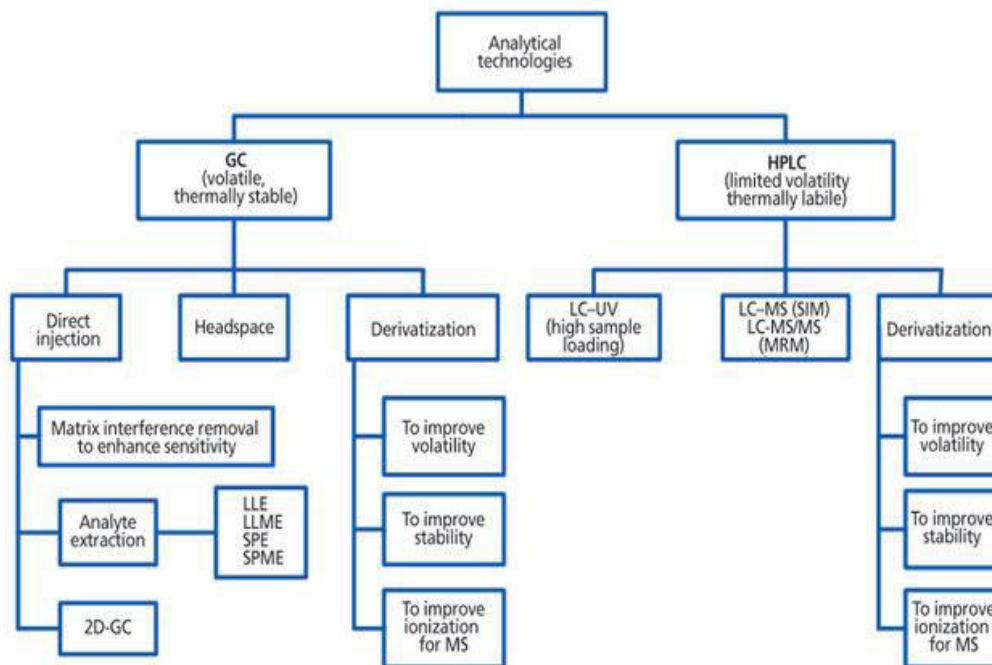 Analytical
technologies
GC
(volatile,
thermally stable)
HPLC
(limited volatility
thermally labile)
Direct
injection
Headspace
Derivatization
LC–UV
(high sample
loading)
LC–MS (SIM)
LC-MS/MS
(MRM)
Derivatization
Matrix interference removal
to enhance sensitivity
Analyte
extraction
LLE
LLME
SPE
SPME
2D-GC
To improve
volatility
To improve
stability
To improve
ionization
for MS
To improve
volatility
To improve
stability
To improve
ionization
for MS